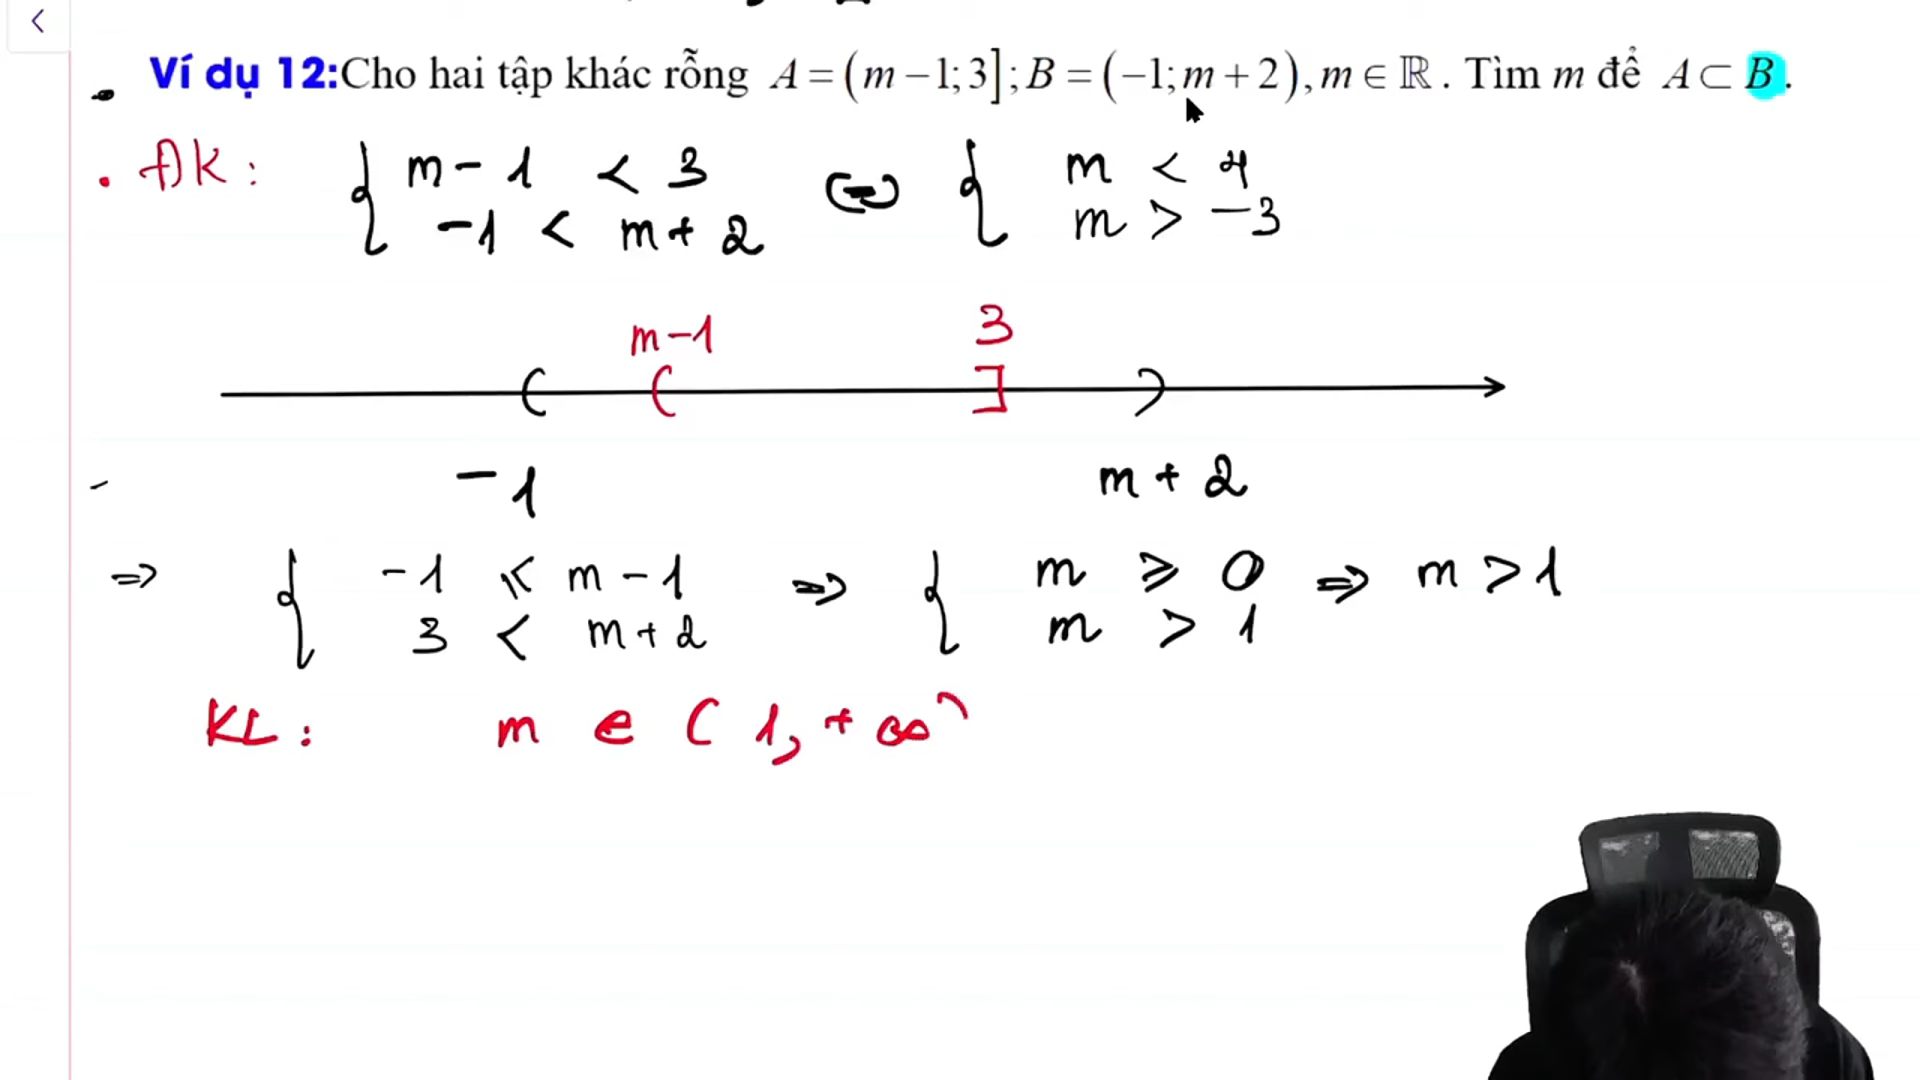 Ví dụ 12:Cho hai tập khác rỗng A = (m−1;3]; B = (−1;m+2), m ∈ ℝ. Tìm m để A ⊂ B.
ĐK: { m - 1 < 3 ⇔ { m < 4
-1 < m + 2 m > -3
m-1 3
-1 m + 2
⇒ { -1 ⩽ m - 1 ⇒ { m ⩾ 0 ⇒ m > 1
3 < m + 2 m > 1
KL: m ∈ (1, +∞)